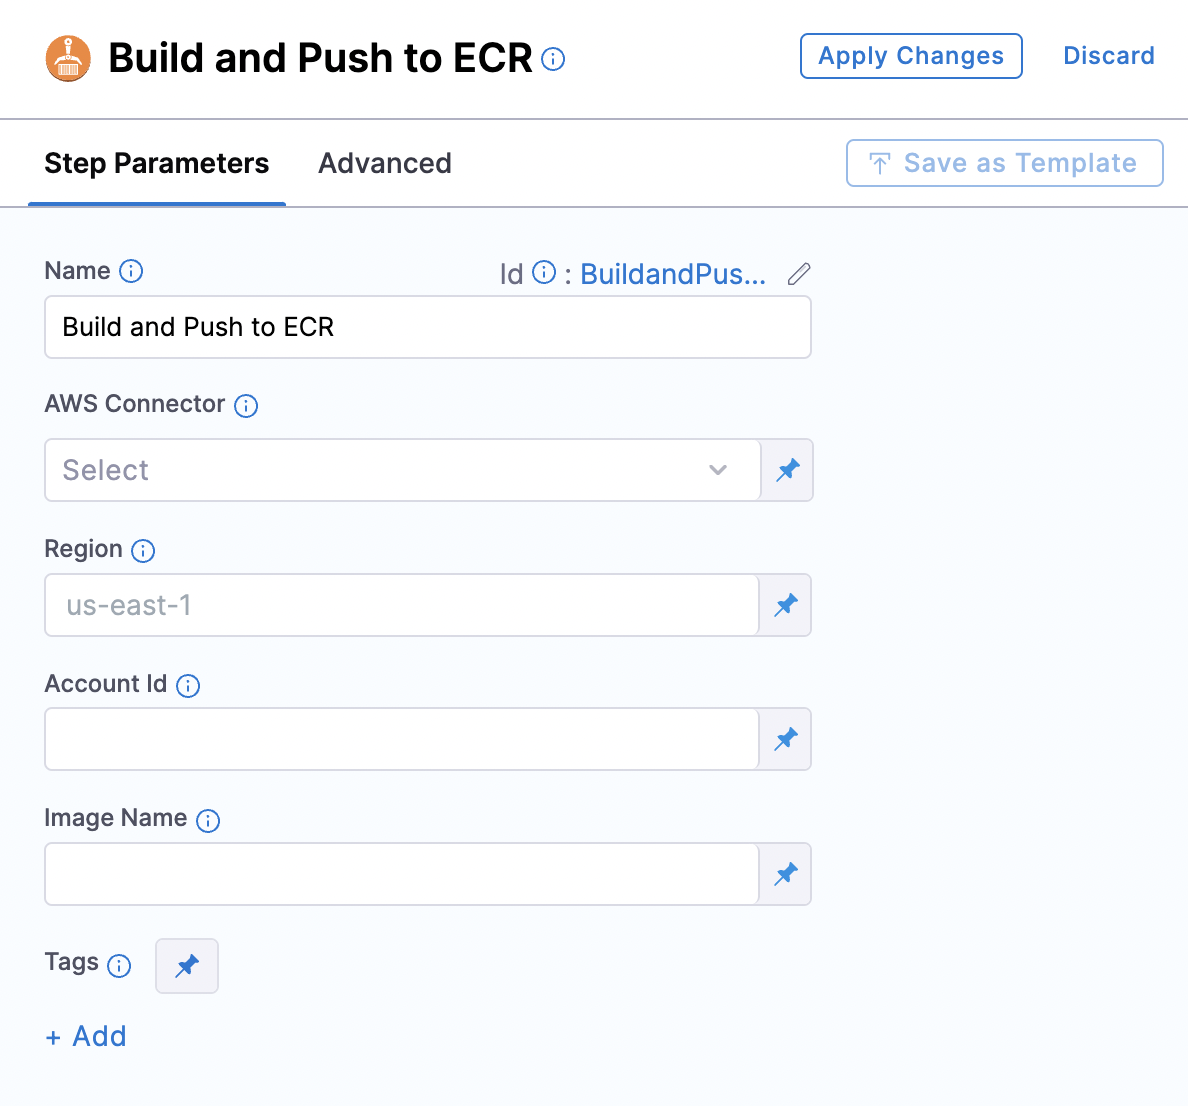 Build and Push to ECR
Apply Changes
Discard
Step Parameters
Advanced
Save as Template
Name
Id : BuildandPus...
Build and Push to ECR
AWS Connector
Select
Region
us-east-1
Account Id
Image Name
Tags
+ Add